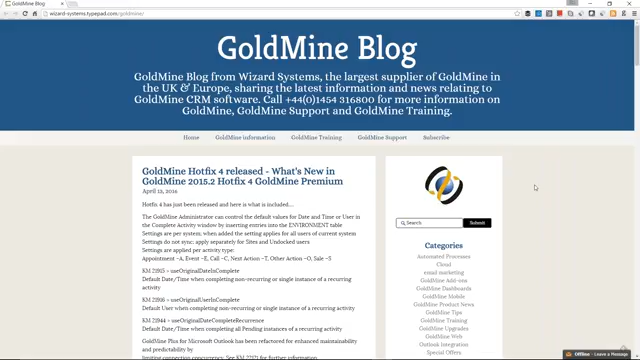 GoldMine Blog
wizard-systems.typepad.com/goldmine/
GoldMine Blog
GoldMine Blog from Wizard Systems, the largest supplier of GoldMine in
the UK & Europe, sharing the latest information and news relating to
GoldMine CRM software. Call +44(0)1454 316800 for more information on
GoldMine, GoldMine Support and GoldMine Training.
Home GoldMine information GoldMine Training GoldMine Support Subscribe
GoldMine Hotfix 4 released - What's New in
GoldMine 2015.2 Hotfix 4 GoldMine Premium
April 13, 2016
Hotfix 4 has just been released and here is what is included...
The GoldMine Administrator can control the default values for Date and Time or User in
the Complete Activity window by inserting entries into the ENVIRONMENT table
Settings are per system, when added the setting applies for all users of current system
Settings do not sync: apply separately for Sites and Undocked users
Settings are applied per activity type:
Appointment =A, Event =E, Call =C, Next Action =T, Other Action =O, Sale =S
KM 21915 = useOriginalDateInComplete
Default Date/Time when completing non-recurring or single instance of a recurring
activity
KM 21916 = useOriginalUserInComplete
Default User when completing non-recurring or single instance of a recurring activity
KM 21944 = useOriginalDateCompleteRecurrence
Default Date/Time when completing all Pending instances of a recurring activity
GoldMine Plus for Microsoft Outlook has been refactored for enhanced maintainability
and predictability by
limiting connection concurrency. See KM 22217 for further information.
Search Submit
Categories
Automated Processes
Cloud
email marketing
GoldMine Add-ons
GoldMine Dashboards
GoldMine Mobile
GoldMine Product News
GoldMine Tips
GoldMine Training
GoldMine Upgrades
GoldMine Web
Outlook Integration
Special Offers
Offline - Leave a Message